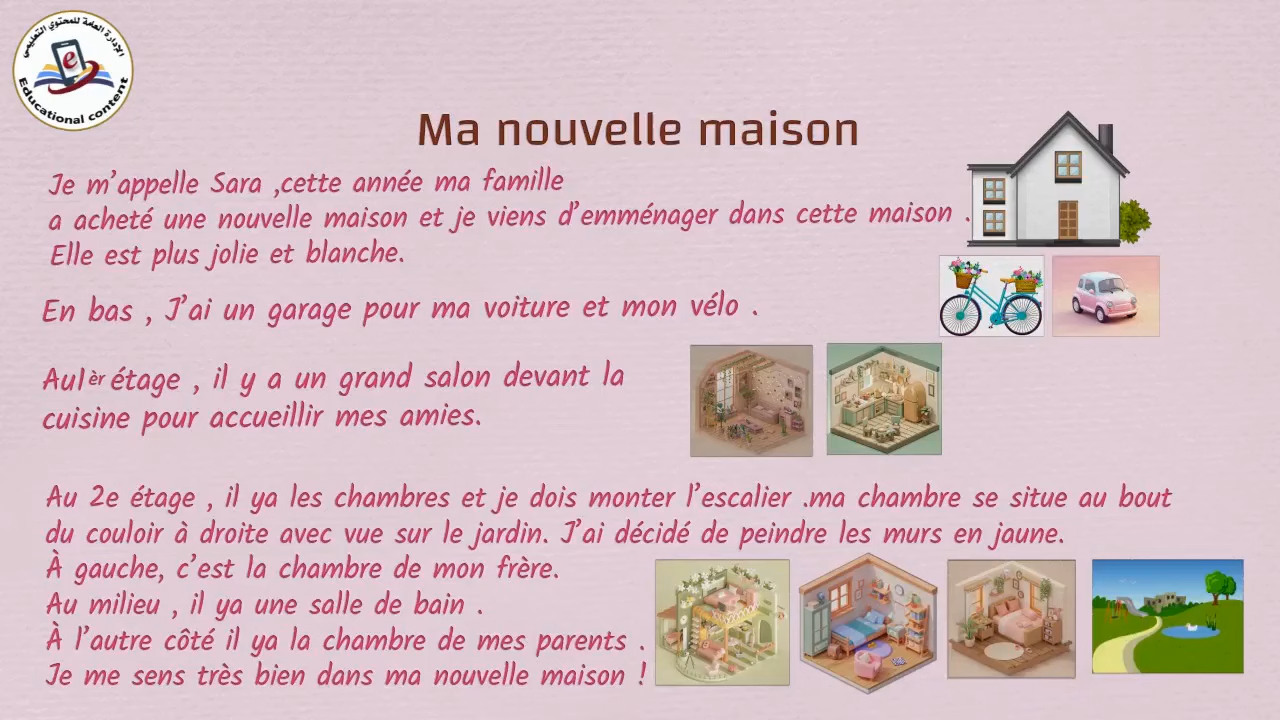 الإدارة العامة للمحتوي التعليمي
e
Educational content
Ma nouvelle maison
Je m'appelle Sara ,cette année ma famille
a acheté une nouvelle maison et je viens d'emménager dans cette maison .
Elle est plus jolie et blanche.
En bas , J'ai un garage pour ma voiture et mon vélo .
Au1èr étage , il y a un grand salon devant la
cuisine pour accueillir mes amies.
Au 2e étage , il ya les chambres et je dois monter l'escalier .ma chambre se situe au bout
du couloir à droite avec vue sur le jardin. J'ai décidé de peindre les murs en jaune.
À gauche, c'est la chambre de mon frère.
Au milieu , il ya une salle de bain .
À l'autre côté il ya la chambre de mes parents .
Je me sens très bien dans ma nouvelle maison !